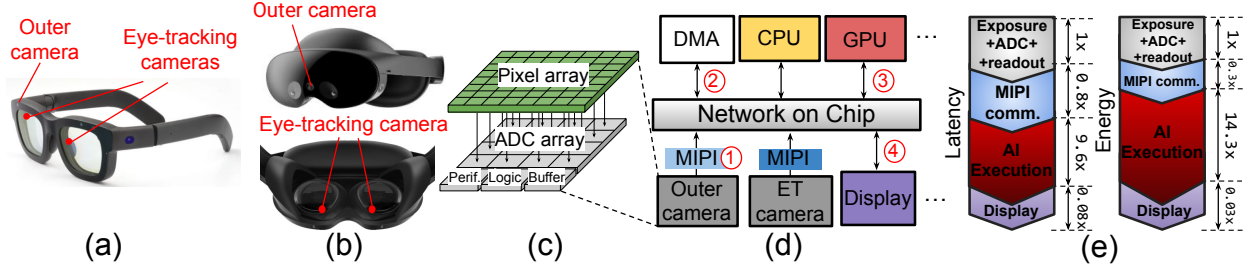 Outer
camera
Eye-tracking
cameras
(a)
Outer camera
Eye-tracking camera
(b)
Pixel array
ADC array
Perif.
Logic
Buffer
(c)
DMA
CPU
GPU
...
②
③
Network on Chip
MIPI
①
MIPI
④
Outer
camera
ET
camera
Display
...
(d)
Latency
Exposure
+ADC+
+readout
MIPI
comm.
AI
Execution
Display
1x
0.8x
9.6x
0.08x
Energy
Exposure
+ADC+
+readout
MIPI comm.
AI
Execution
Display
1x
0.3x
14.3x
0.03x
(e)